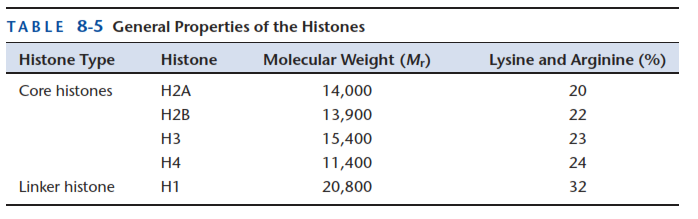 TABLE 8-5 General Properties of the Histones
Histone Type Histone Molecular Weight (Mr) Lysine and Arginine (%)
Core histones H2A 14,000 20
H2B 13,900 22
H3 15,400 23
H4 11,400 24
Linker histone H1 20,800 32